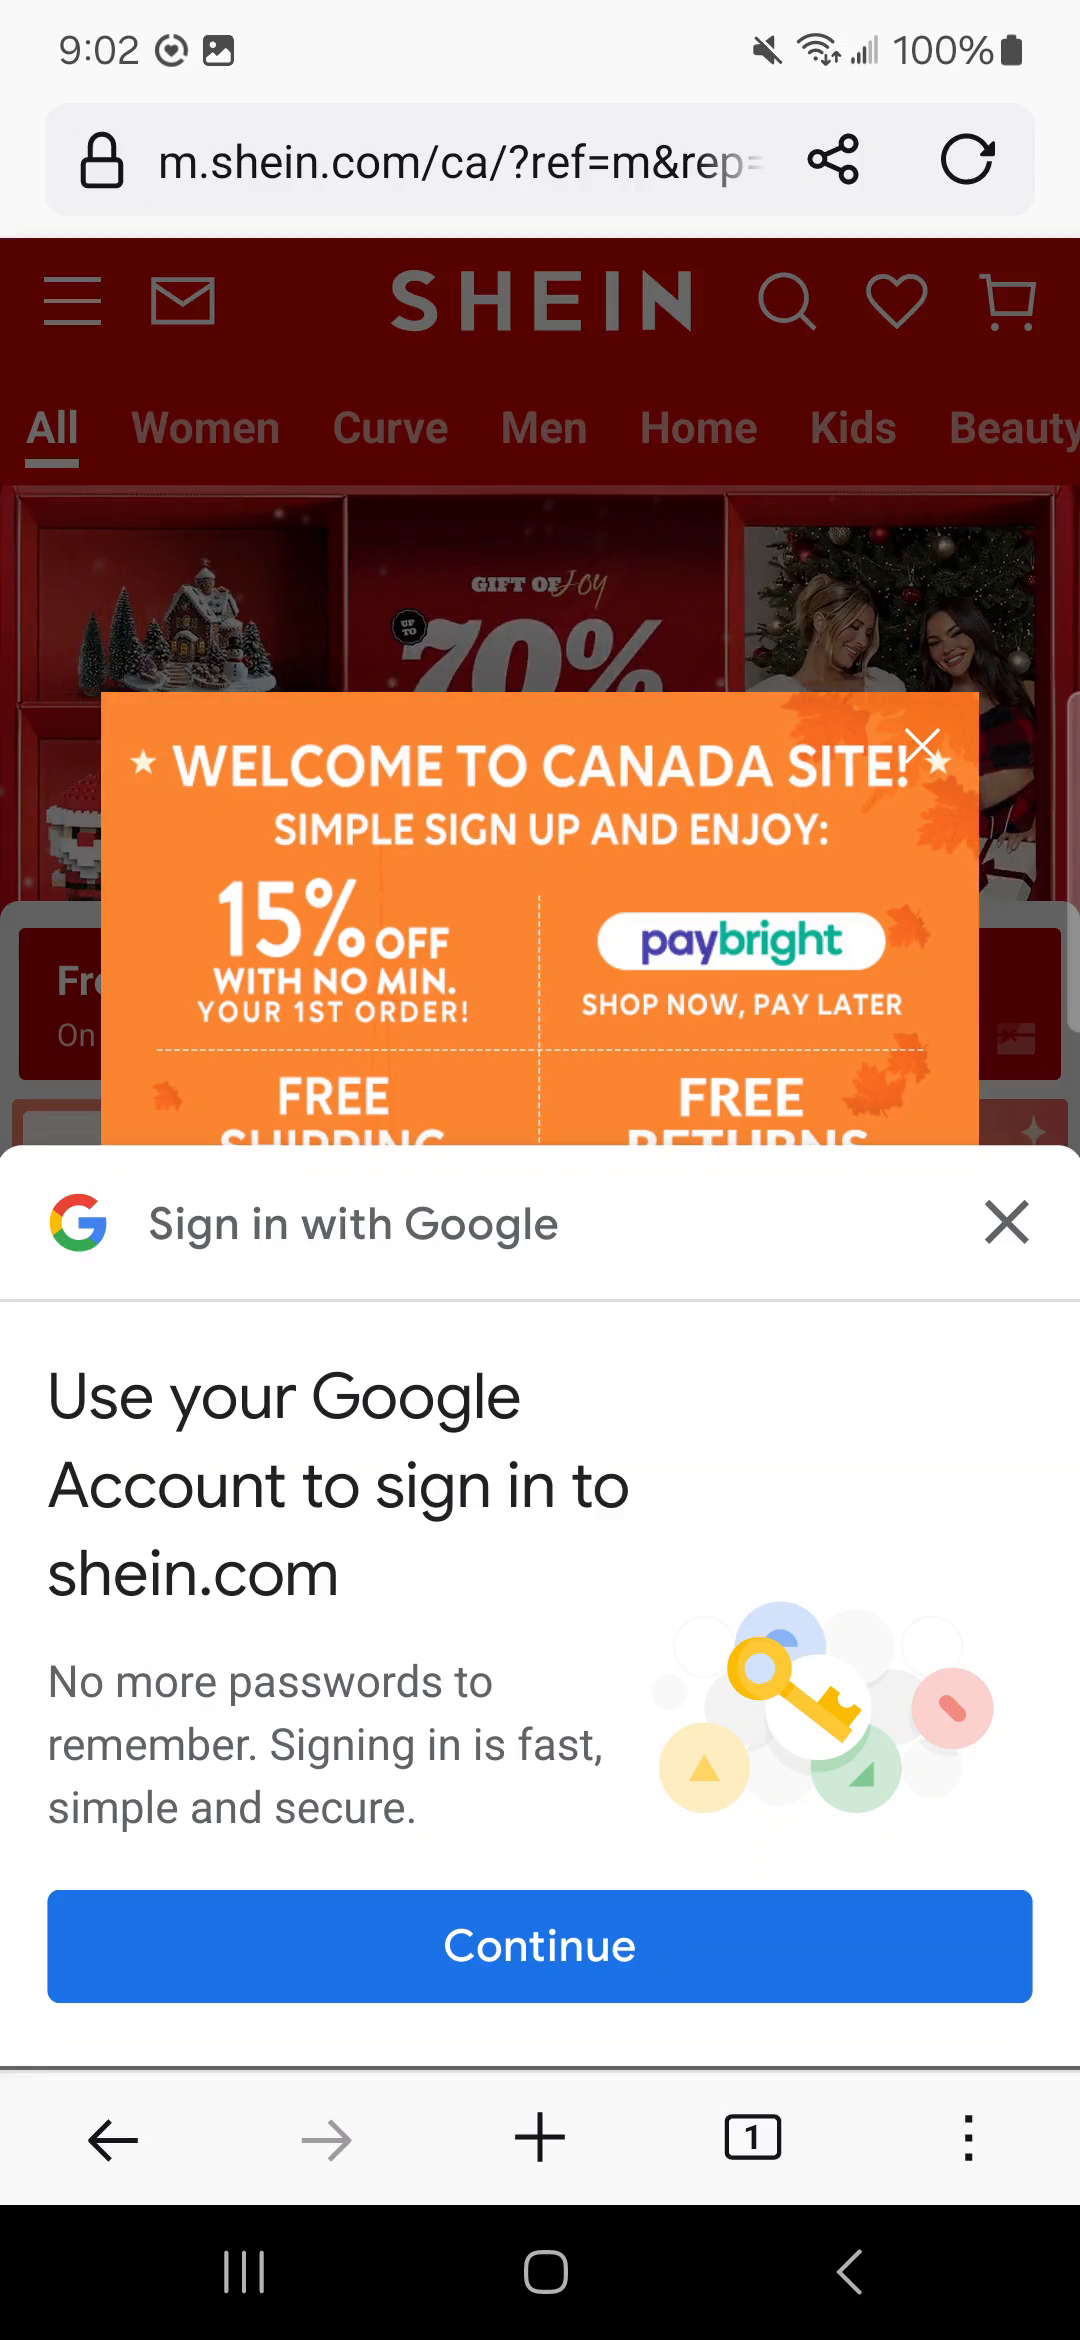 9:02
100%
m.shein.com/ca/?ref=m&rep=
SHEIN
All Women Curve Men Home Kids Beauty
GIFT OF Joy
UP TO
70%
WELCOME TO CANADA SITE!
SIMPLE SIGN UP AND ENJOY:
15% OFF
WITH NO MIN.
YOUR 1ST ORDER!
paybright
SHOP NOW, PAY LATER
Fre
On
FREE
SHIPPING
FREE
RETURNS
Sign in with Google
Use your Google
Account to sign in to
shein.com
No more passwords to
remember. Signing in is fast,
simple and secure.
Continue
1